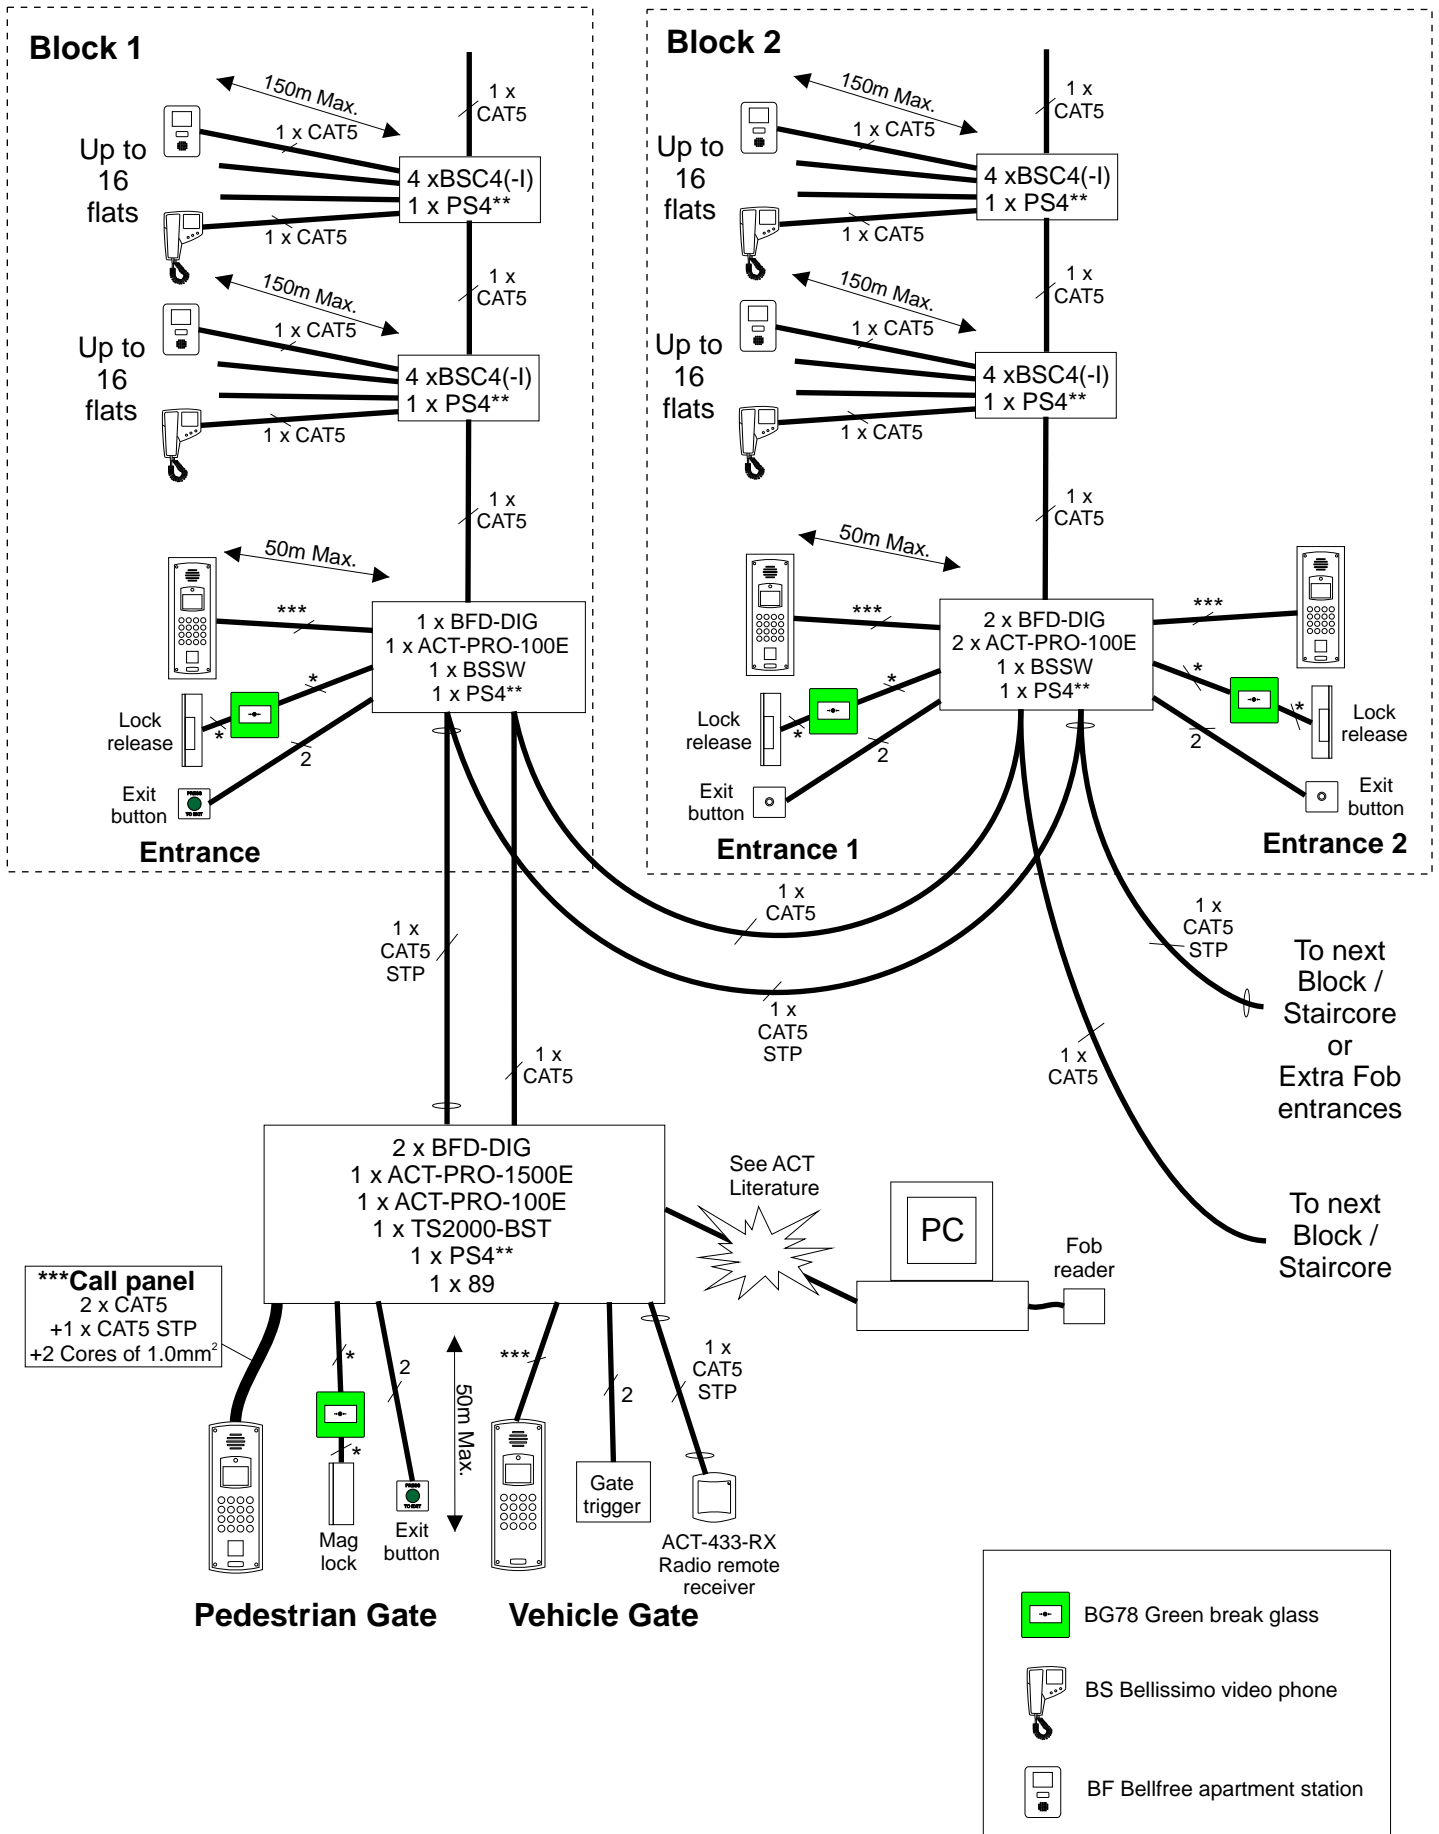 Block 1
150m Max.
1 x CAT5
1 x
CAT5
Up to
16
flats
4 xBSC4(-I)
1 x PS4**
1 x CAT5
1 x
CAT5
150m Max.
1 x CAT5
Up to
16
flats
4 xBSC4(-I)
1 x PS4**
1 x CAT5
1 x
CAT5
50m Max.
***
1 x BFD-DIG
1 x ACT-PRO-100E
1 x BSSW
1 x PS4**
*
*
Lock
release
2
Exit
button
PRESS
TO EXIT
Entrance
Block 2
150m Max.
1 x CAT5
1 x
CAT5
Up to
16
flats
4 xBSC4(-I)
1 x PS4**
1 x CAT5
1 x
CAT5
150m Max.
1 x CAT5
Up to
16
flats
4 xBSC4(-I)
1 x PS4**
1 x CAT5
1 x
CAT5
50m Max.
***
2 x BFD-DIG
2 x ACT-PRO-100E
1 x BSSW
1 x PS4**
***
*
*
Lock
release
2
Exit
button
Entrance 1
*
*
Lock
release
2
Exit
button
Entrance 2
1 x
CAT5
STP
1 x
CAT5
1 x
CAT5
1 x
CAT5
STP
1 x
CAT5
STP
1 x
CAT5
To next
Block /
Staircore
or
Extra Fob
entrances
To next
Block /
Staircore
2 x BFD-DIG
1 x ACT-PRO-1500E
1 x ACT-PRO-100E
1 x TS2000-BST
1 x PS4**
1 x 89
See ACT
Literature
PC
Fob
reader
***Call panel
2 x CAT5
+1 x CAT5 STP
+2 Cores of 1.0mm²
*
*
2
50m Max.
***
2
1 x
CAT5
STP
Mag
lock
PRESS
TO EXIT
Exit
button
Gate
trigger
ACT-433-RX
Radio remote
receiver
Pedestrian Gate
Vehicle Gate
BG78 Green break glass
BS Bellissimo video phone
BF Bellfree apartment station